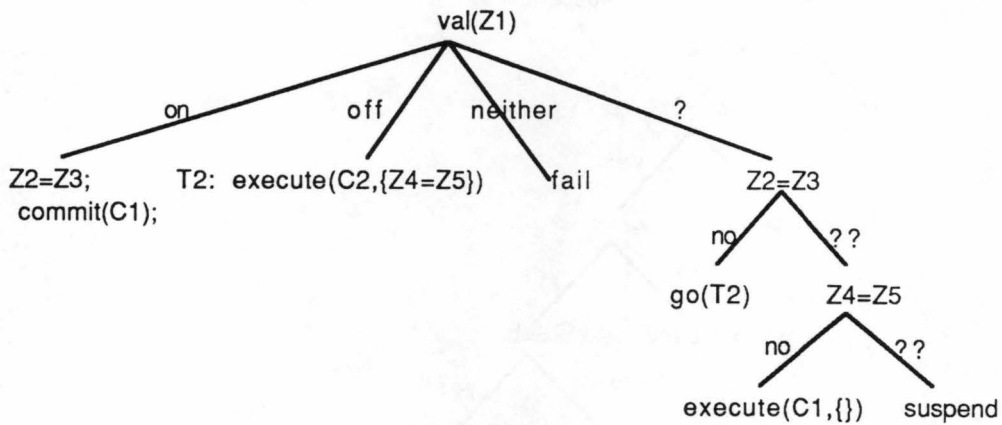 val(Z1)
on off neither ?
Z2=Z3; T2: execute(C2,{Z4=Z5}) fail Z2=Z3
commit(C1);
no ??
go(T2) Z4=Z5
no ??
execute(C1,{}) suspend